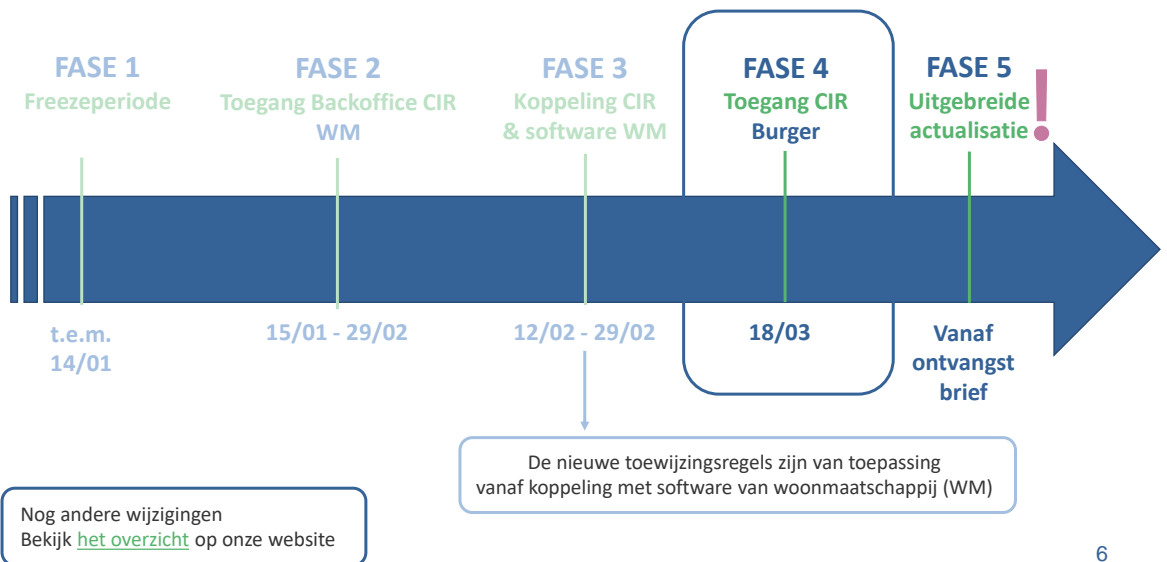 FASE 1
Freezeperiode
t.e.m.
14/01
FASE 2
Toegang Backoffice CIR
WM
15/01 - 29/02
FASE 3
Koppeling CIR
& software WM
12/02 - 29/02
FASE 4
Toegang CIR
Burger
18/03
FASE 5
Uitgebreide
actualisatie
!
Vanaf
ontvangst
brief
De nieuwe toewijzingsregels zijn van toepassing
vanaf koppeling met software van woonmaatschappij (WM)
Nog andere wijzigingen
Bekijk het overzicht op onze website
6